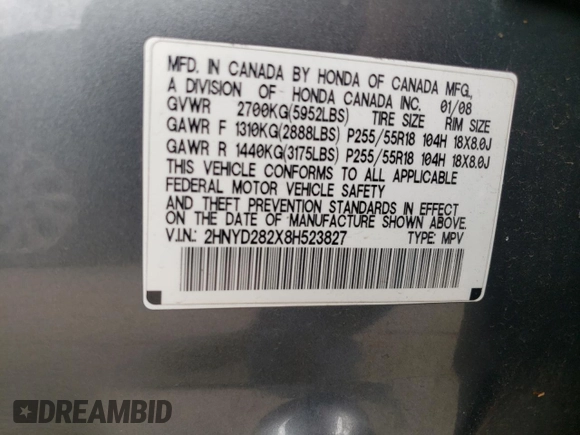 MFD. IN CANADA BY HONDA OF CANADA MFG.,
A DIVISION OF HONDA CANADA INC. 01/08
GVWR 2700KG(5952LBS) TIRE SIZE RIM SIZE
GAWR F 1310KG(2888LBS) P255/55R18 104H 18X8.0J
GAWR R 1440KG(3175LBS) P255/55R18 104H 18X8.0J
THIS VEHICLE CONFORMS TO ALL APPLICABLE
FEDERAL MOTOR VEHICLE SAFETY
AND THEFT PREVENTION STANDARDS IN EFFECT
ON THE DATE OF MANUFACTURE SHOWN ABOVE.
V.I.N.: 2HNYD282X8H523827 TYPE: MPV
DREAMBID